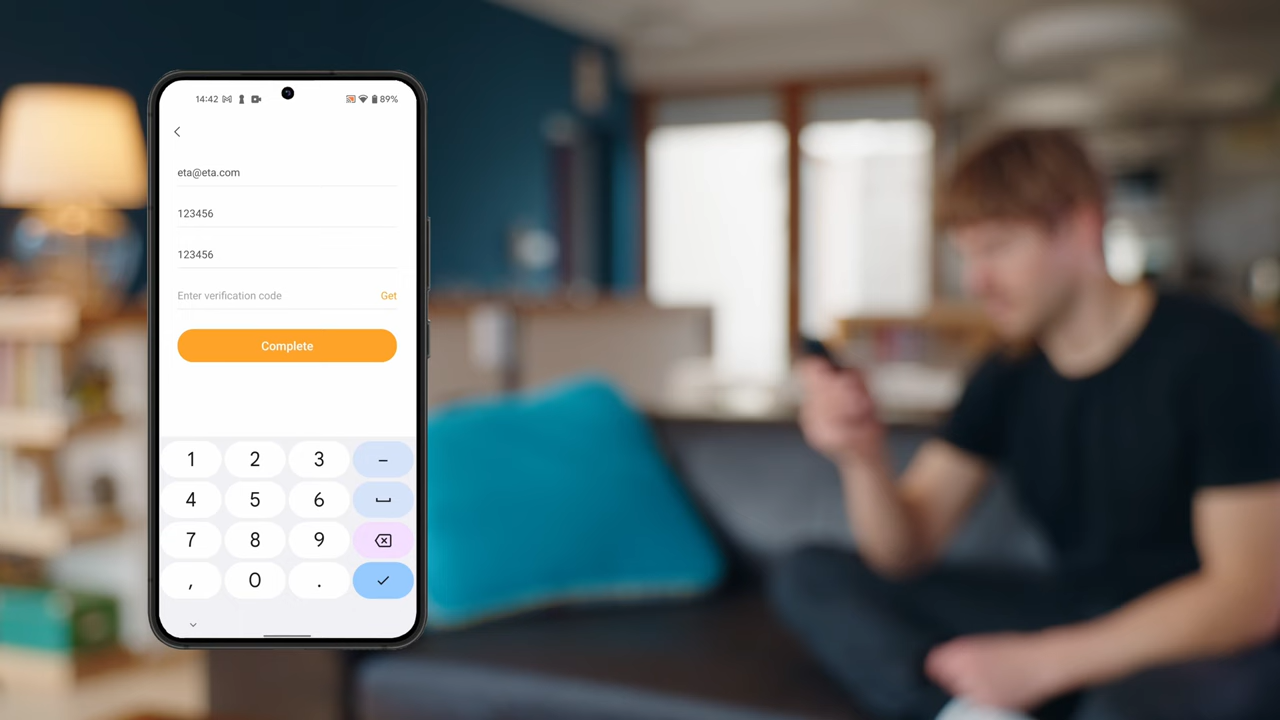 14:42 89%
eta@eta.com
123456
123456
Enter verification code Get
Complete
1 2 3 –
4 5 6
7 8 9
, 0 .